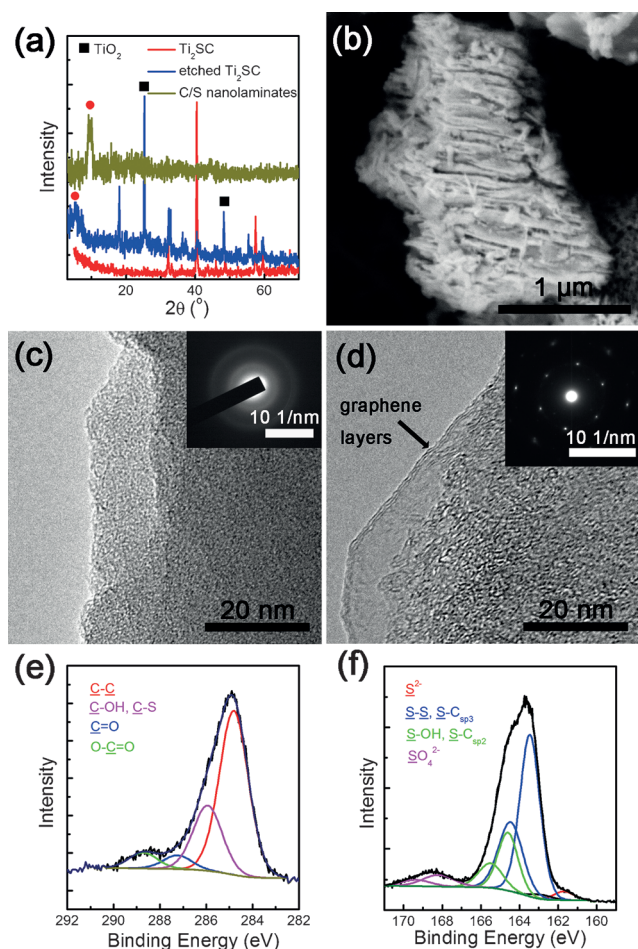 (a)
■ TiO2
Ti2SC
etched Ti2SC
C/S nanolaminates
Intensity
20 40 60
2θ (°)
(b)
1 µm
(c)
10 1/nm
20 nm
(d)
graphene
layers
10 1/nm
20 nm
(e)
C-C
C-OH, C-S
C=O
O-C=O
Intensity
292 290 288 286 284 282
Binding Energy (eV)
(f)
S2-
S-S, S-Csp3
S-OH, S-Csp2
SO42-
Intensity
170 168 166 164 162 160
Binding Energy (eV)